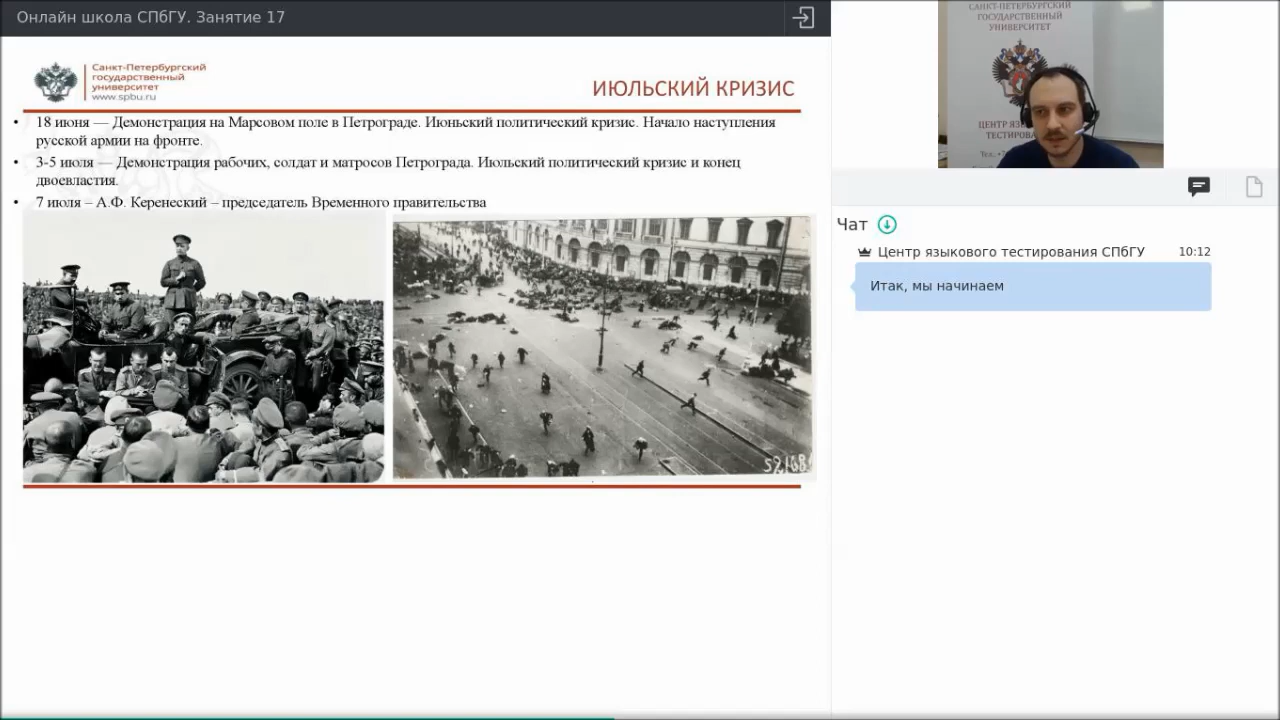 Онлайн школа СПбГУ. Занятие 17
Санкт-Петербургский
государственный
университет
www.spbu.ru
ИЮЛЬСКИЙ КРИЗИС
• 18 июня — Демонстрация на Марсовом поле в Петрограде. Июньский политический кризис. Начало наступления
русской армии на фронте.
• 3-5 июля — Демонстрация рабочих, солдат и матросов Петрограда. Июльский политический кризис и конец
двоевластия.
• 7 июля – А.Ф. Керенеский – председатель Временного правительства
САНКТ-ПЕТЕРБУРГСКИЙ
ГОСУДАРСТВЕННЫЙ
УНИВЕРСИТЕТ
ЦЕНТР
Тел.
Чат
Центр языкового тестирования СПбГУ 10:12
Итак, мы начинаем